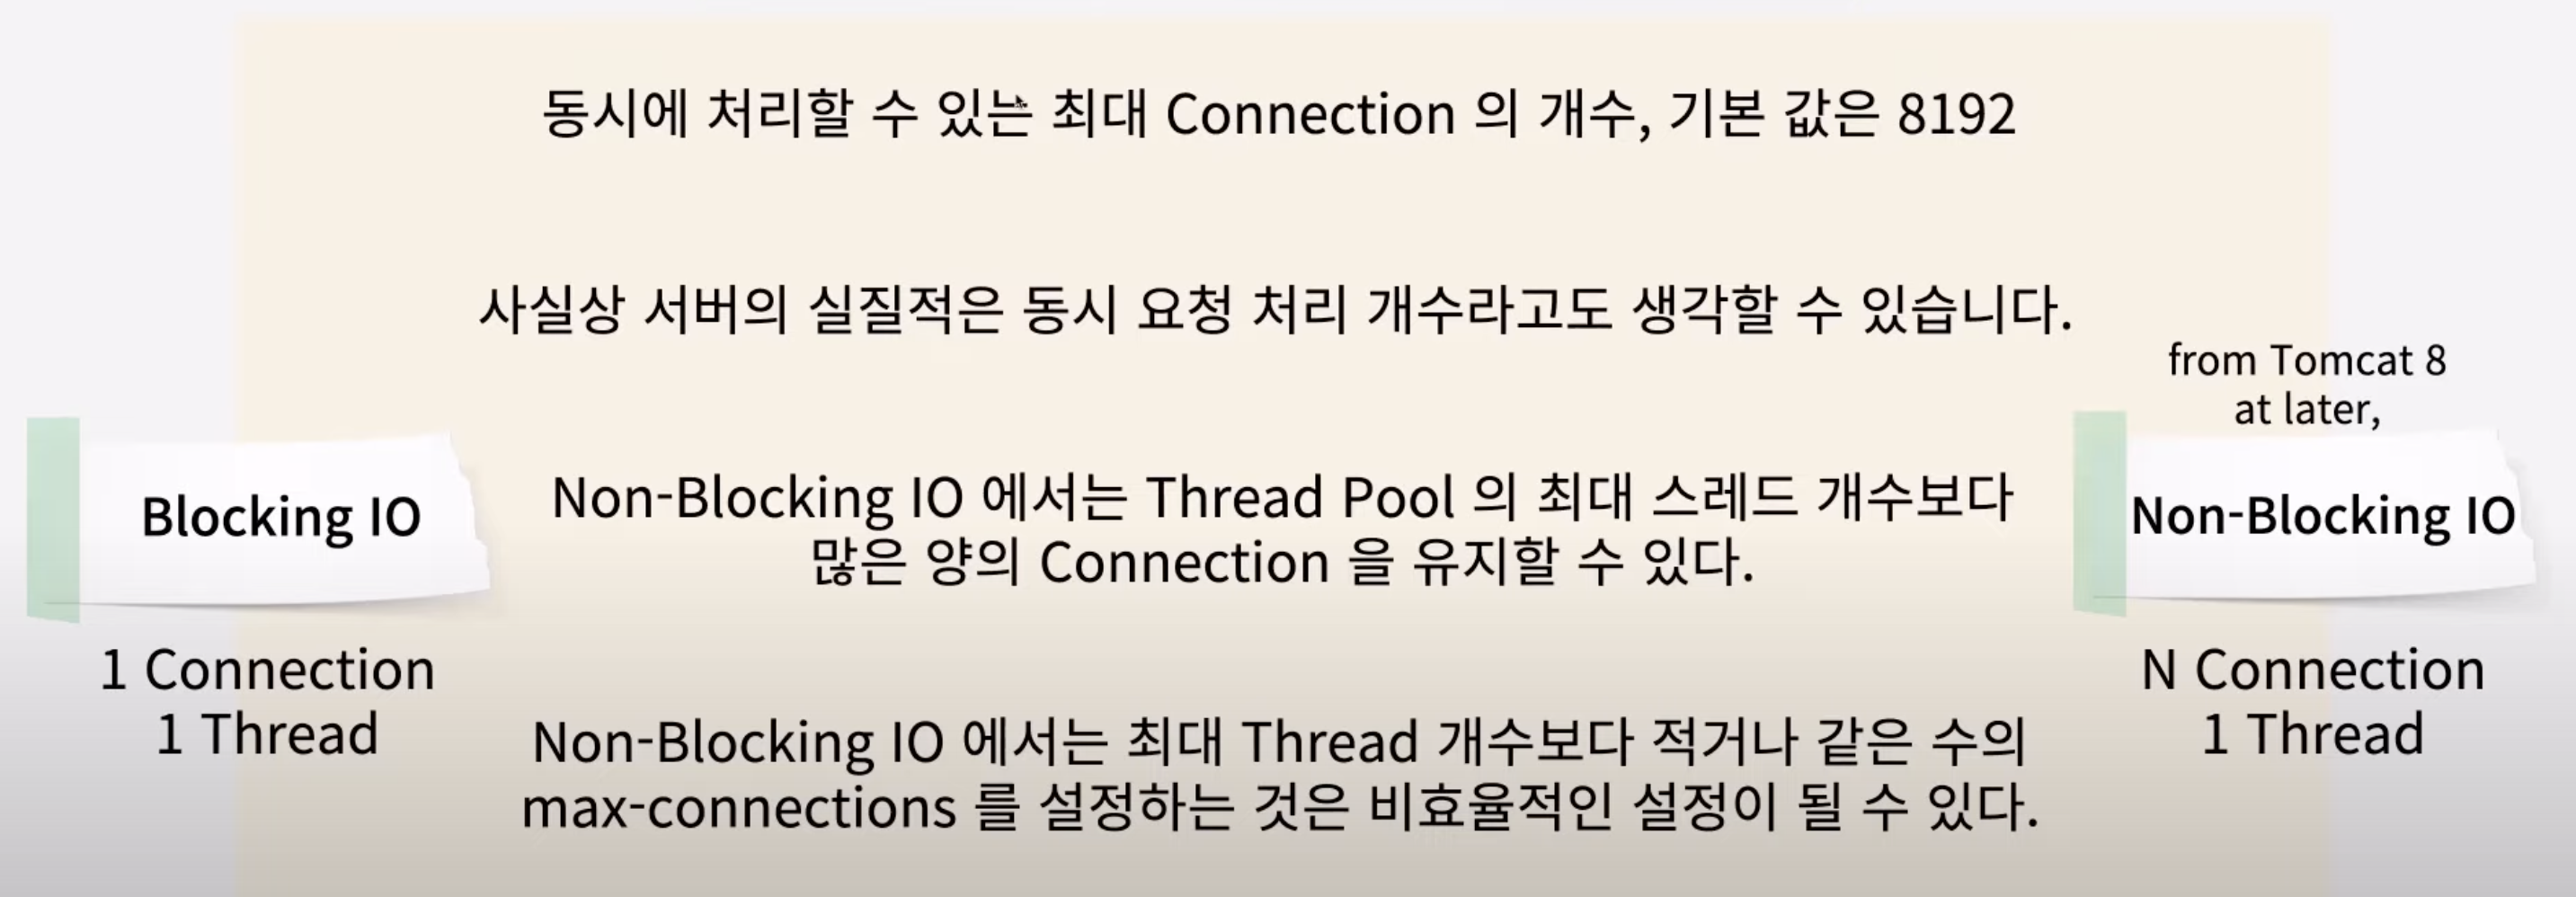 동시에 처리할 수 있는 최대 Connection 의 개수, 기본 값은 8192
사실상 서버의 실질적은 동시 요청 처리 개수라고도 생각할 수 있습니다.
from Tomcat 8
at later,
Blocking IO
1 Connection
1 Thread
Non-Blocking IO 에서는 Thread Pool 의 최대 스레드 개수보다
많은 양의 Connection 을 유지할 수 있다.
Non-Blocking IO 에서는 최대 Thread 개수보다 적거나 같은 수의
max-connections 를 설정하는 것은 비효율적인 설정이 될 수 있다.
Non-Blocking IO
N Connection
1 Thread